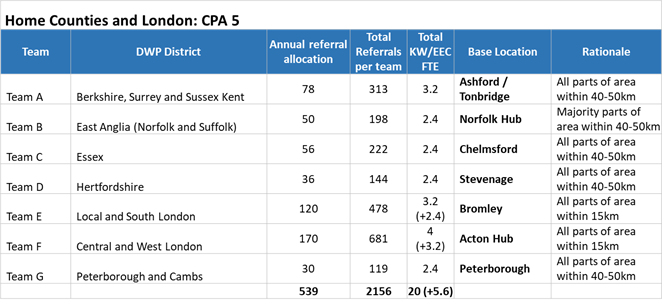 Home Counties and London: CPA 5
Team DWP District Annual referral allocation Total Referrals per team Total KW/EEC FTE Base Location Rationale
Team A Berkshire, Surrey and Sussex Kent 78 313 3.2 Ashford / Tonbridge All parts of area within 40-50km
Team B East Anglia (Norfolk and Suffolk) 50 198 2.4 Norfolk Hub Majority parts of area within 40-50km
Team C Essex 56 222 2.4 Chelmsford All parts of area within 40-50km
Team D Hertfordshire 36 144 2.4 Stevenage All parts of area within 40-50km
Team E Local and South London 120 478 3.2 (+2.4) Bromley All parts of area within 15km
Team F Central and West London 170 681 4 (+3.2) Acton Hub All parts of area within 15km
Team G Peterborough and Cambs 30 119 2.4 Peterborough All parts of area within 40-50km
539 2156 20 (+5.6)